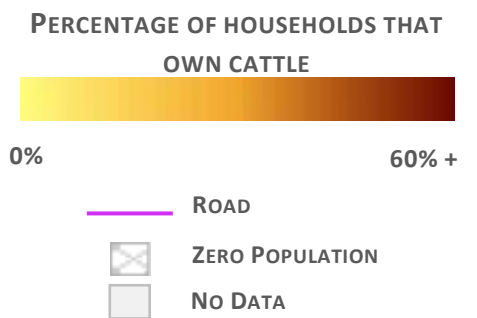 PERCENTAGE OF HOUSEHOLDS THAT
OWN CATTLE
0%
60% +
ROAD
ZERO POPULATION
NO DATA